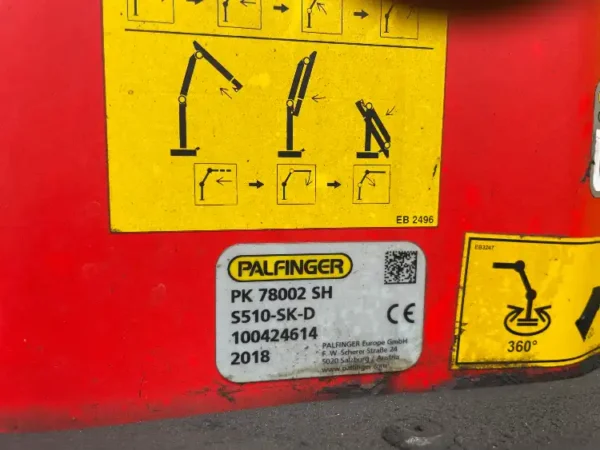 EB 2496
PALFINGER
PK 78002 SH
S510-SK-D
100424614
2018
CE
PALFINGER Europe GmbH
F. W. Scherer Straße 24
5020 Salzburg / Austria
www.palfinger.com
EB3267
360°